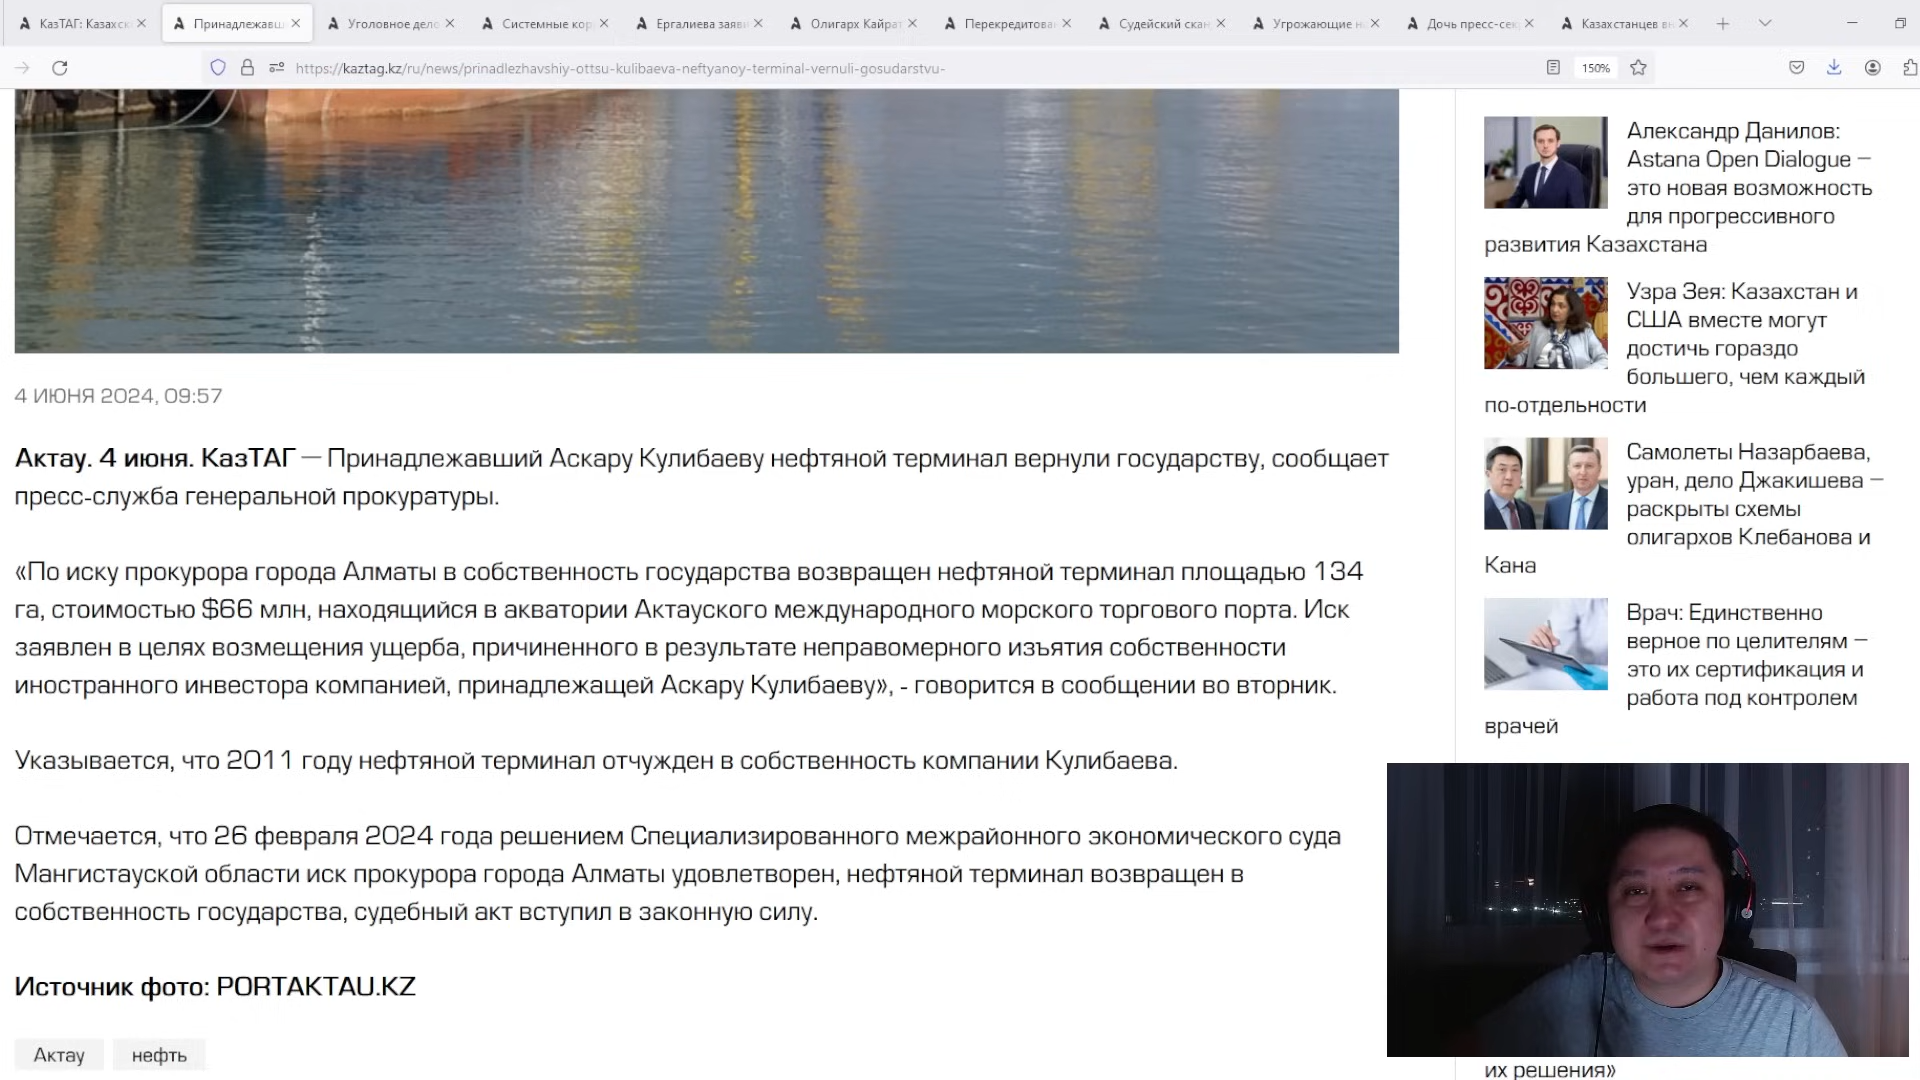 КазТАГ: Казахск
Принадлежавш
Уголовное дело
Системные кор
Ергалиева заяв
Олигарх Кайрат
Перекредитова
Судейский скан
Угрожающие н
Дочь пресс-сек
Казахстанцев вн
https://kaztag.kz/ru/news/prinadlezhavshiy-ottsu-kulibaeva-neftyanoy-terminal-vernuli-gosudarstvu-
150%
4 ИЮНЯ 2024, 09:57
Актау. 4 июня. КазТАГ — Принадлежавший Аскару Кулибаеву нефтяной терминал вернули государству, сообщает
пресс-служба генеральной прокуратуры.
«По иску прокурора города Алматы в собственность государства возвращен нефтяной терминал площадью 134
га, стоимостью $66 млн, находящийся в акватории Актауского международного морского торгового порта. Иск
заявлен в целях возмещения ущерба, причиненного в результате неправомерного изъятия собственности
иностранного инвестора компанией, принадлежащей Аскару Кулибаеву», - говорится в сообщении во вторник.
Указывается, что 2011 году нефтяной терминал отчужден в собственность компании Кулибаева.
Отмечается, что 26 февраля 2024 года решением Специализированного межрайонного экономического суда
Мангистауской области иск прокурора города Алматы удовлетворен, нефтяной терминал возвращен в
собственность государства, судебный акт вступил в законную силу.
Источник фото: PORTAKTAU.KZ
Актау
нефть
Александр Данилов:
Astana Open Dialogue —
это новая возможность
для прогрессивного
развития Казахстана
Узра Зея: Казахстан и
США вместе могут
достичь гораздо
большего, чем каждый
по-отдельности
Самолеты Назарбаева,
уран, дело Джакишева —
раскрыты схемы
олигархов Клебанова и
Кана
Врач: Единственно
верное по целителям —
это их сертификация и
работа под контролем
врачей
их решения»